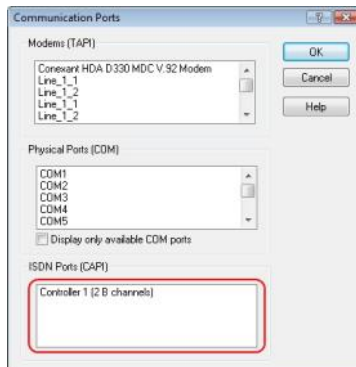 Communication Ports
Modems (TAPI)
OK
Conexant HDA D330 MDC V.92 Modem
Line_1_1
Cancel
Line_1_2
Line_1_1
Help
Line_1_2
Physical Ports (COM)
COM1
COM2
COM3
COM4
COM5
Display only available COM ports
ISDN Ports (CAPI)
Controller 1 (2 B channels)